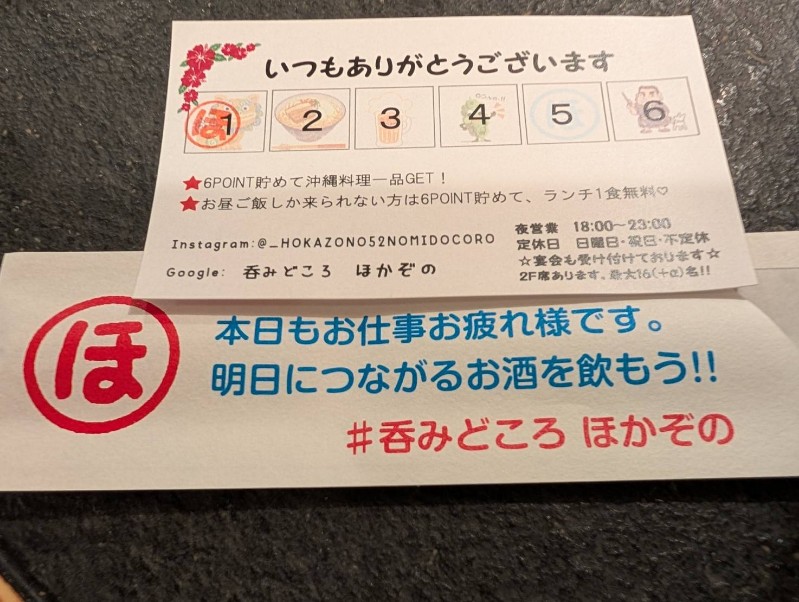 いつもありがとうございます
ほ 1 2 3 4 5 6
★6POINT貯めて沖縄料理一品GET！
★お昼ご飯しか来られない方は6POINT貯めて、ランチ1食無料♡
Instagram:@_HOKAZONO52NOMIDOCORO
Google: 呑みどころ ほかぞの
夜営業 18:00～23:00
定休日 日曜日・祝日・不定休
☆宴会も受け付けております☆
2F席あります。最大16(+α)名!!
ほ
本日もお仕事お疲れ様です。
明日につながるお酒を飲もう!!
#呑みどころ ほかぞの